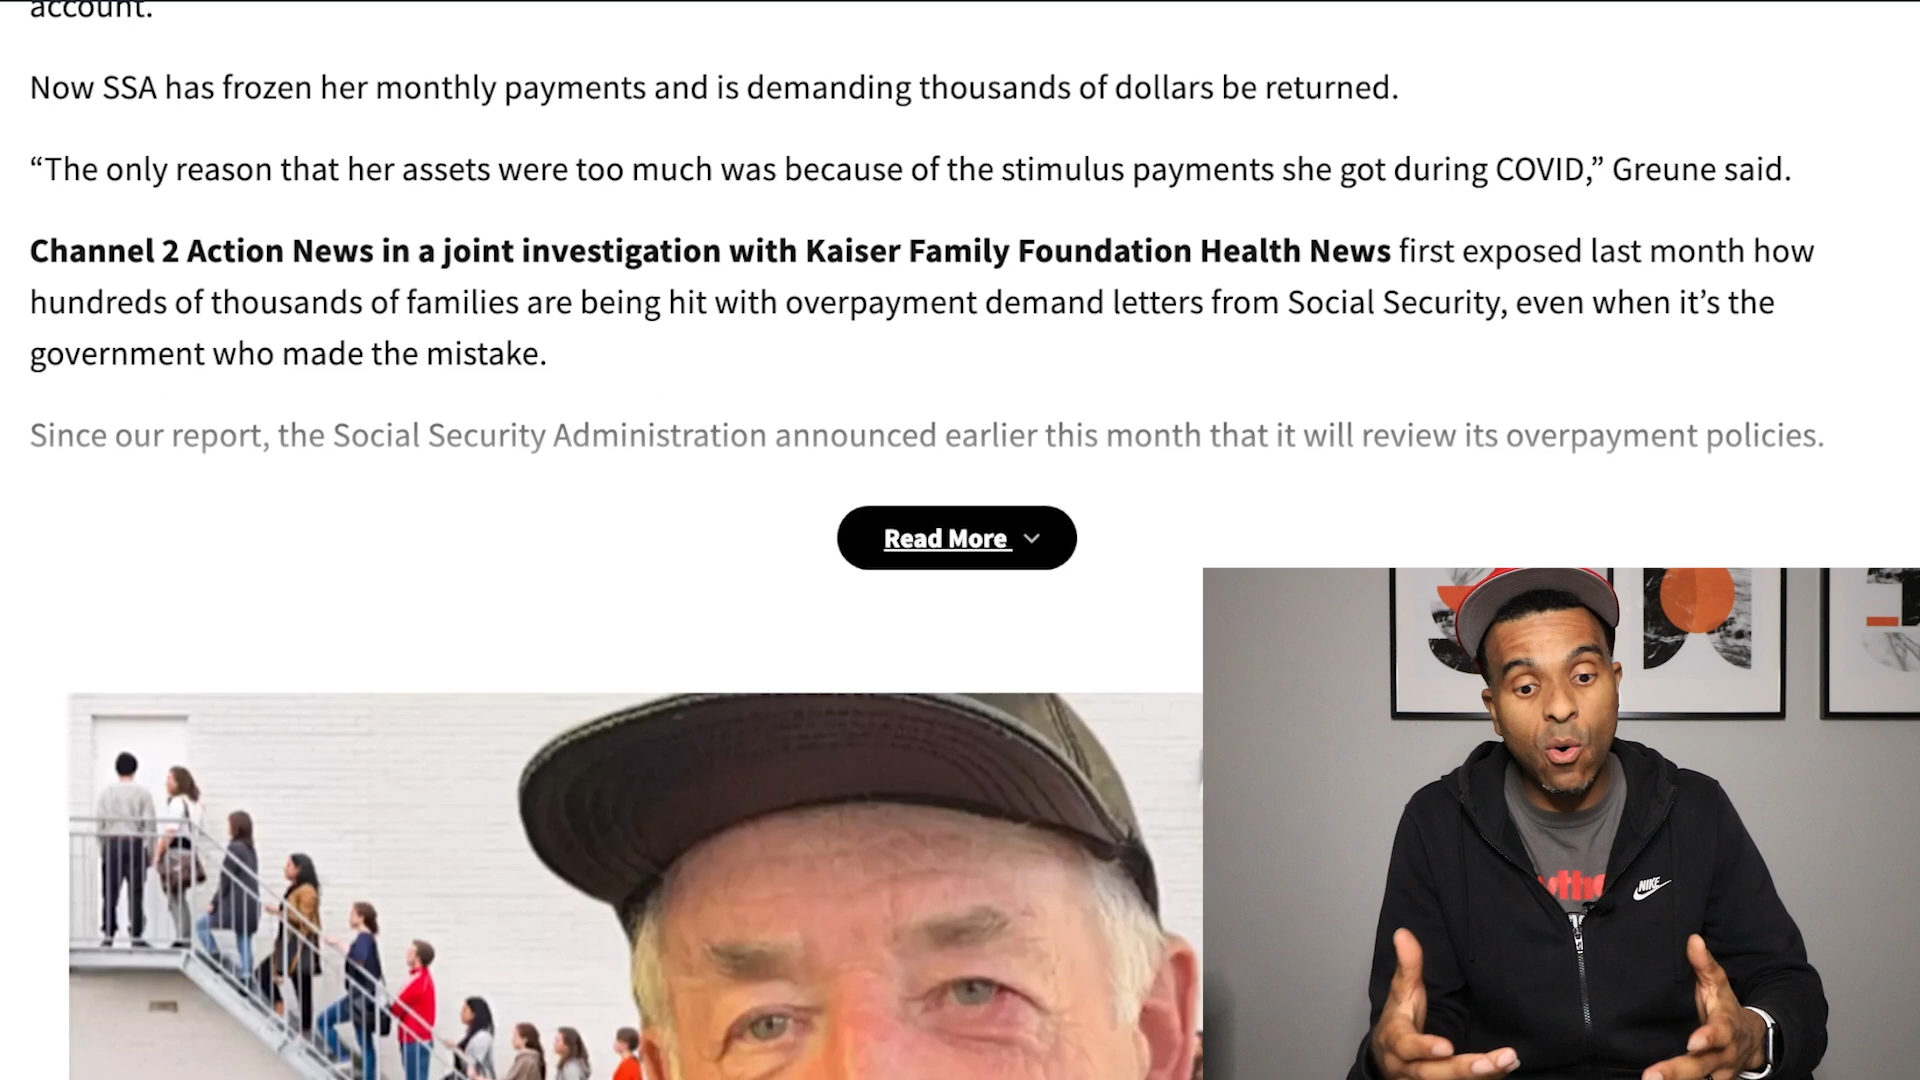 account.
Now SSA has frozen her monthly payments and is demanding thousands of dollars be returned.
“The only reason that her assets were too much was because of the stimulus payments she got during COVID,” Greune said.
Channel 2 Action News in a joint investigation with Kaiser Family Foundation Health News first exposed last month how
hundreds of thousands of families are being hit with overpayment demand letters from Social Security, even when it’s the
government who made the mistake.
Since our report, the Social Security Administration announced earlier this month that it will review its overpayment policies.
Read More
NIKE